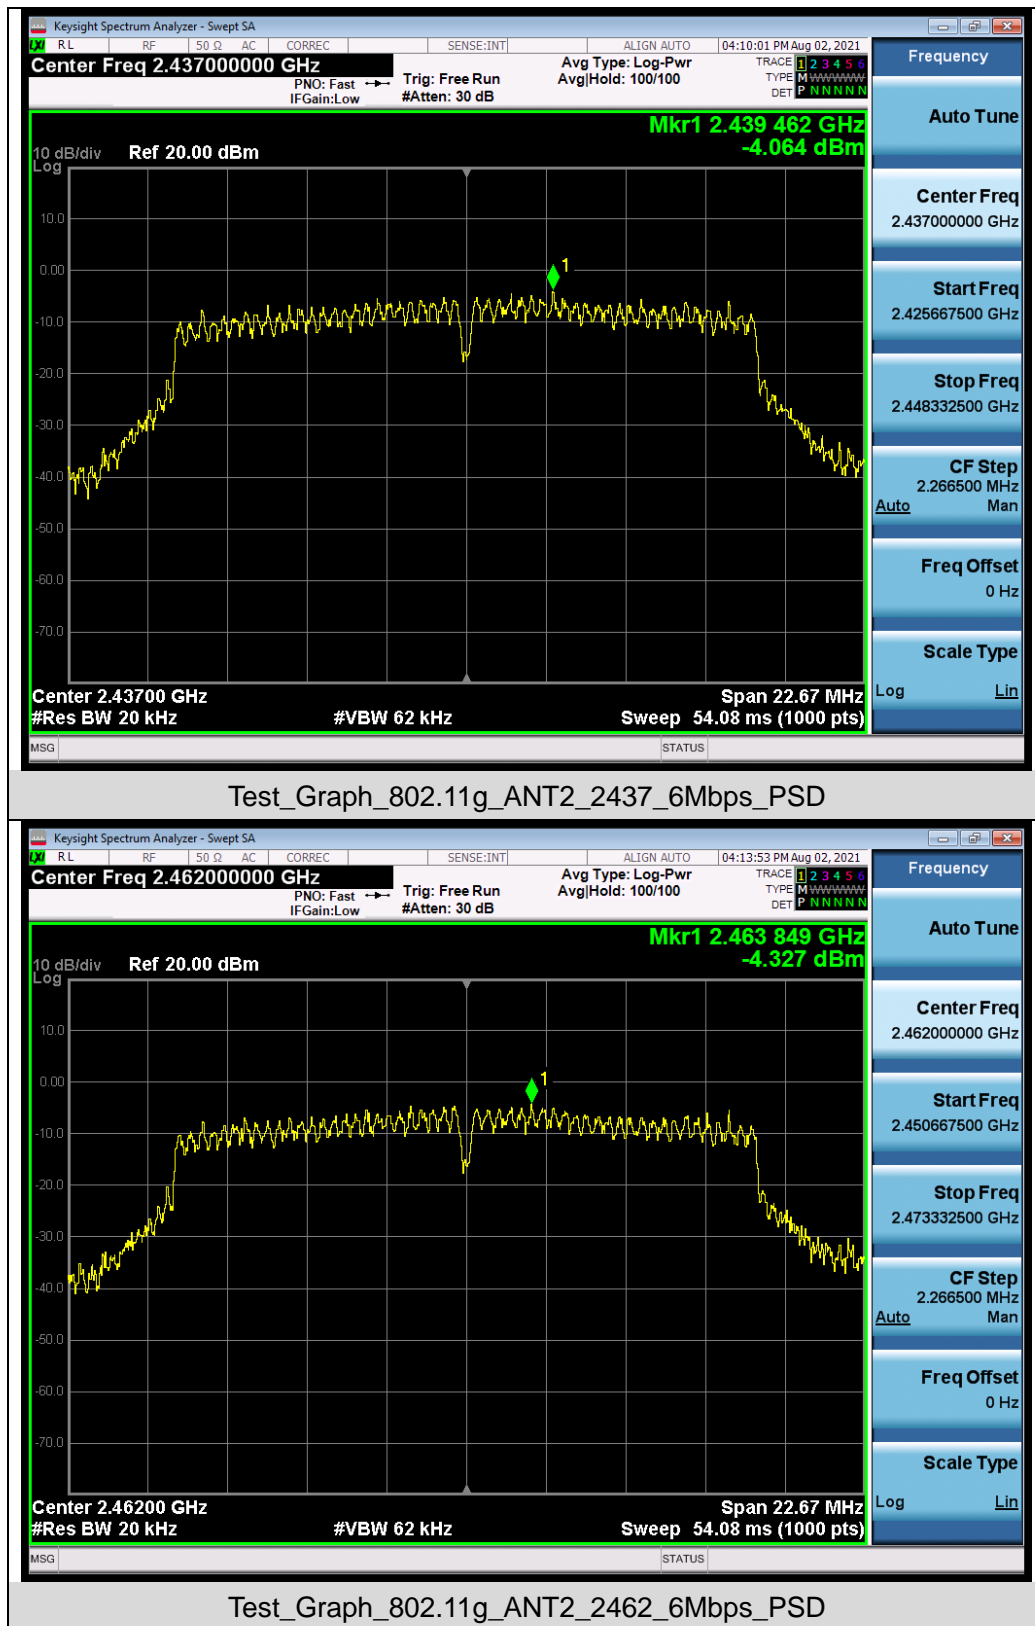 Keysight Spectrum Analyzer - Swept SA
LXI RL RF 50 Ω AC CORREC SENSE:INT ALIGN AUTO 04:10:01 PM Aug 02, 2021
Center Freq 2.437000000 GHz
PNO: Fast
IFGain:Low
Trig: Free Run
#Atten: 30 dB
Avg Type: Log-Pwr
Avg|Hold: 100/100
TRACE 1 2 3 4 5 6
TYPE M WWWWW
DET P N N N N N
Mkr1 2.439 462 GHz
-4.064 dBm
10 dB/div Ref 20.00 dBm
Log
10.0
0.00
-10.0
-20.0
-30.0
-40.0
-50.0
-60.0
-70.0
1
Center 2.43700 GHz Span 22.67 MHz
#Res BW 20 kHz #VBW 62 kHz Sweep 54.08 ms (1000 pts)
MSG STATUS
Frequency
Auto Tune
Center Freq
2.437000000 GHz
Start Freq
2.425667500 GHz
Stop Freq
2.448332500 GHz
CF Step
2.266500 MHz
Auto Man
Freq Offset
0 Hz
Scale Type
Log Lin
Test_Graph_802.11g_ANT2_2437_6Mbps_PSD
Keysight Spectrum Analyzer - Swept SA
LXI RL RF 50 Ω AC CORREC SENSE:INT ALIGN AUTO 04:13:53 PM Aug 02, 2021
Center Freq 2.462000000 GHz
PNO: Fast
IFGain:Low
Trig: Free Run
#Atten: 30 dB
Avg Type: Log-Pwr
Avg|Hold: 100/100
TRACE 1 2 3 4 5 6
TYPE M WWWWW
DET P N N N N N
Mkr1 2.463 849 GHz
-4.327 dBm
10 dB/div Ref 20.00 dBm
Log
10.0
0.00
-10.0
-20.0
-30.0
-40.0
-50.0
-60.0
-70.0
1
Center 2.46200 GHz Span 22.67 MHz
#Res BW 20 kHz #VBW 62 kHz Sweep 54.08 ms (1000 pts)
MSG STATUS
Frequency
Auto Tune
Center Freq
2.462000000 GHz
Start Freq
2.450667500 GHz
Stop Freq
2.473332500 GHz
CF Step
2.266500 MHz
Auto Man
Freq Offset
0 Hz
Scale Type
Log Lin
Test_Graph_802.11g_ANT2_2462_6Mbps_PSD